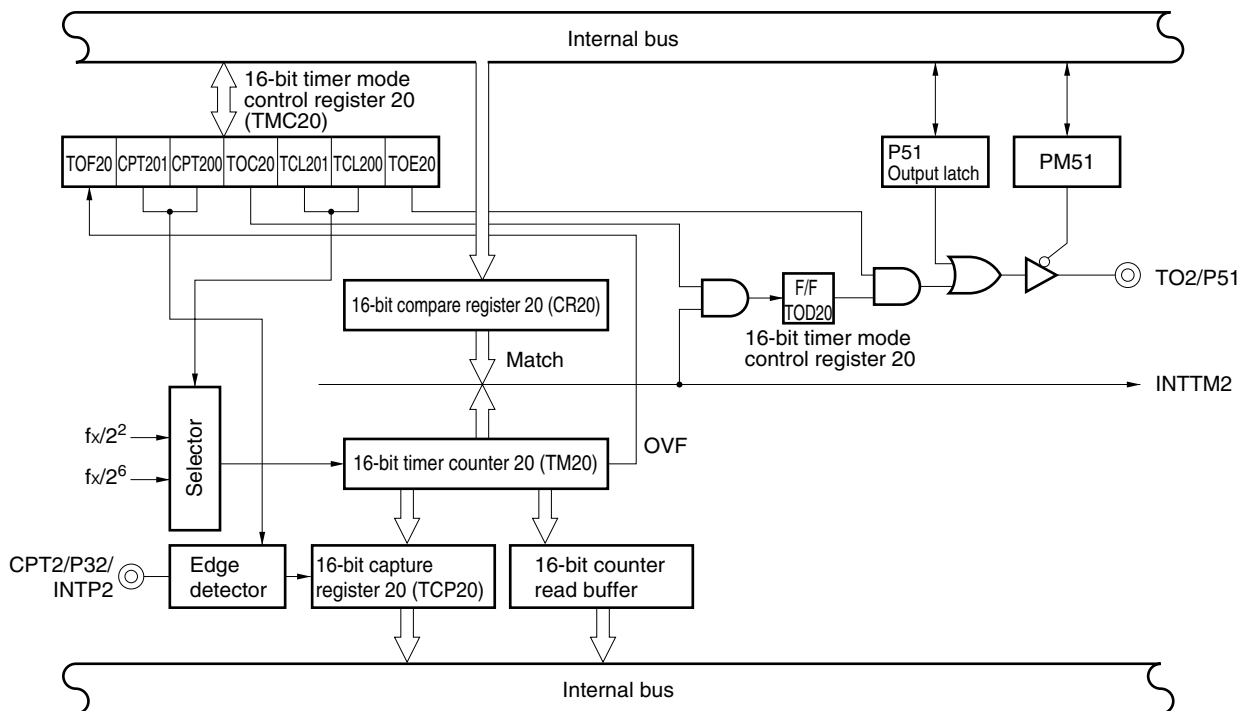 Internal bus
16-bit timer mode
control register 20
(TMC20)
TOF20 CPT201 CPT200 TOC20 TCL201 TCL200 TOE20
P51
Output latch
PM51
TO2/P51
F/F
TOD20
16-bit timer mode
control register 20
16-bit compare register 20 (CR20)
Match
INTTM2
fx/2²
fx/2⁶
Selector
16-bit timer counter 20 (TM20)
OVF
CPT2/P32/
INTP2
Edge
detector
16-bit capture
register 20 (TCP20)
16-bit counter
read buffer
Internal bus